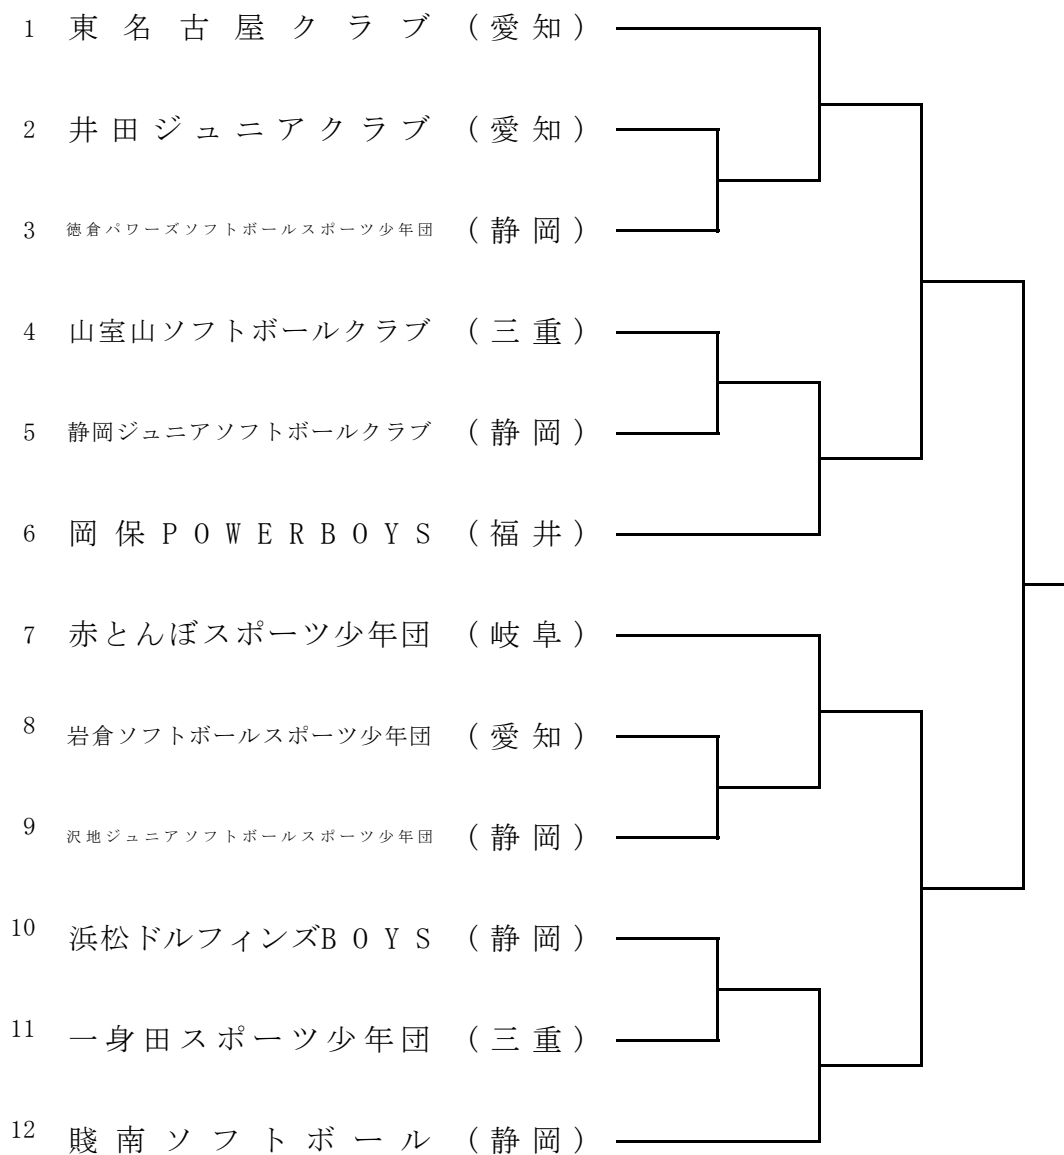 1 東名古屋クラブ (愛知)
2 井田ジュニアクラブ (愛知)
3 徳倉パワーズソフトボールスポーツ少年団 (静岡)
4 山室山ソフトボールクラブ (三重)
5 静岡ジュニアソフトボールクラブ (静岡)
6 岡保POWERBOYS (福井)
7 赤とんぼスポーツ少年団 (岐阜)
8 岩倉ソフトボールスポーツ少年団 (愛知)
9 沢地ジュニアソフトボールスポーツ少年団 (静岡)
10 浜松ドルフィンズBOYS (静岡)
11 一身田スポーツ少年団 (三重)
12 賤南ソフトボール (静岡)